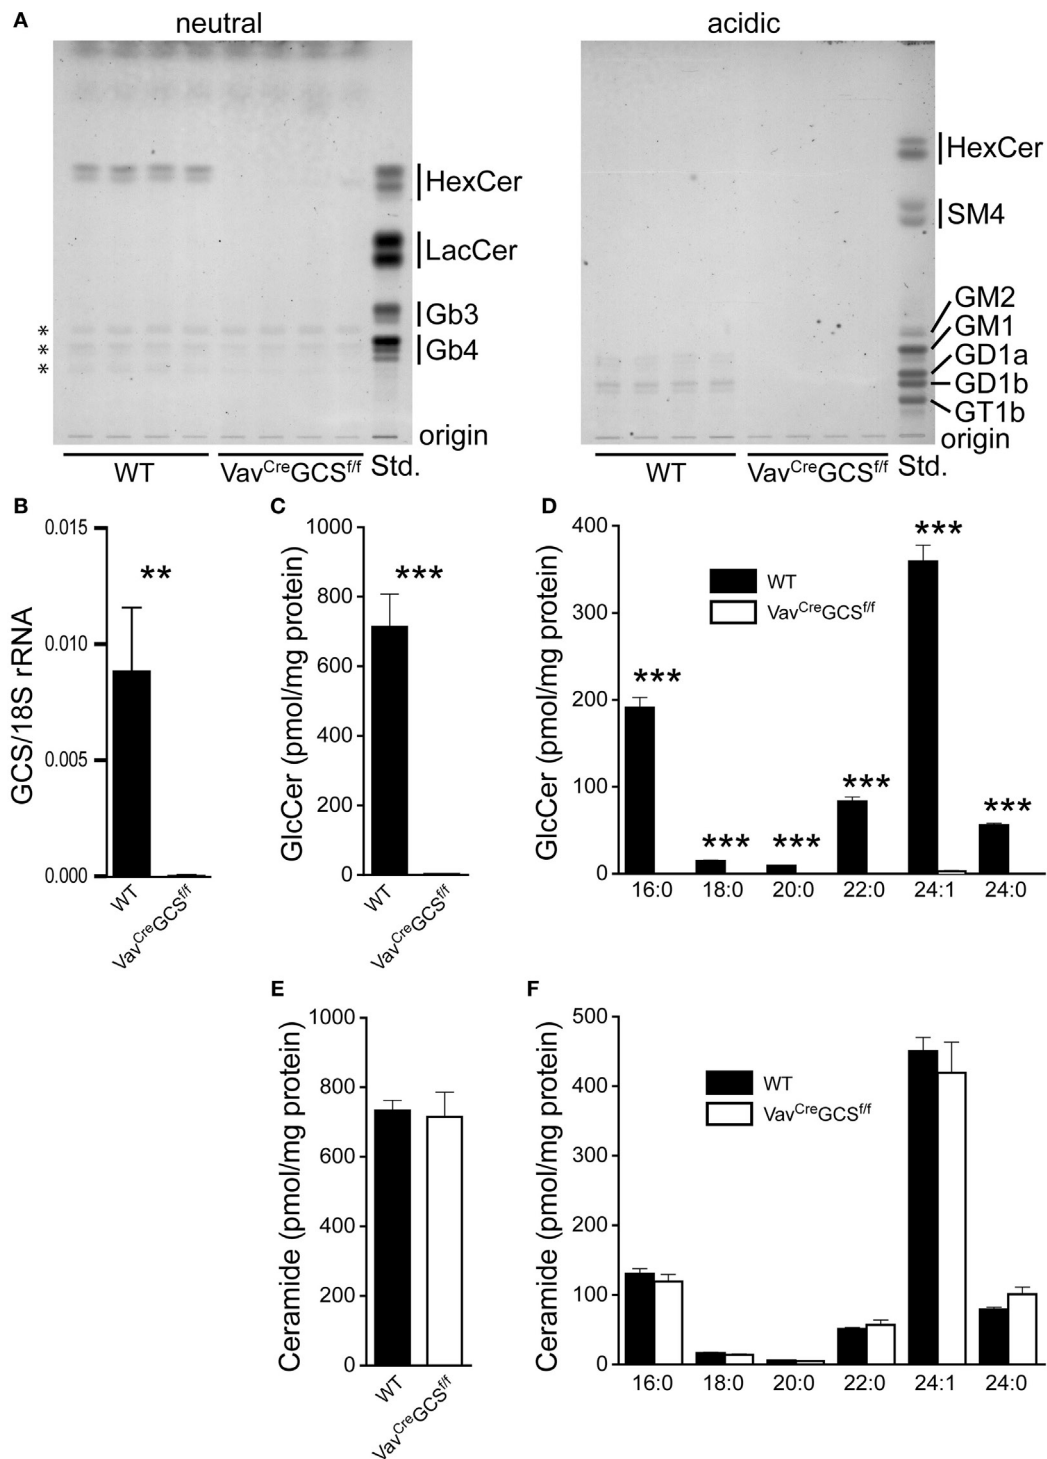 A
neutral
acidic
HexCer
LacCer
Gb3
Gb4
*
*
*
origin
WT
VavCreGCSf/f
Std.
HexCer
SM4
GM2
GM1
GD1a
GD1b
GT1b
origin
WT
VavCreGCSf/f
Std.
B
GCS/18S rRNA
0.015
0.010
0.005
0.000
**
WT
VavCreGCSf/f
C
GlcCer (pmol/mg protein)
1000
800
600
400
200
0
***
WT
VavCreGCSf/f
D
GlcCer (pmol/mg protein)
400
300
200
100
0
WT
VavCreGCSf/f
***
***
***
***
***
***
16:0 18:0 20:0 22:0 24:1 24:0
E
Ceramide (pmol/mg protein)
1000
800
600
400
200
0
WT
VavCreGCSf/f
F
Ceramide (pmol/mg protein)
500
400
300
200
100
0
WT
VavCreGCSf/f
16:0 18:0 20:0 22:0 24:1 24:0